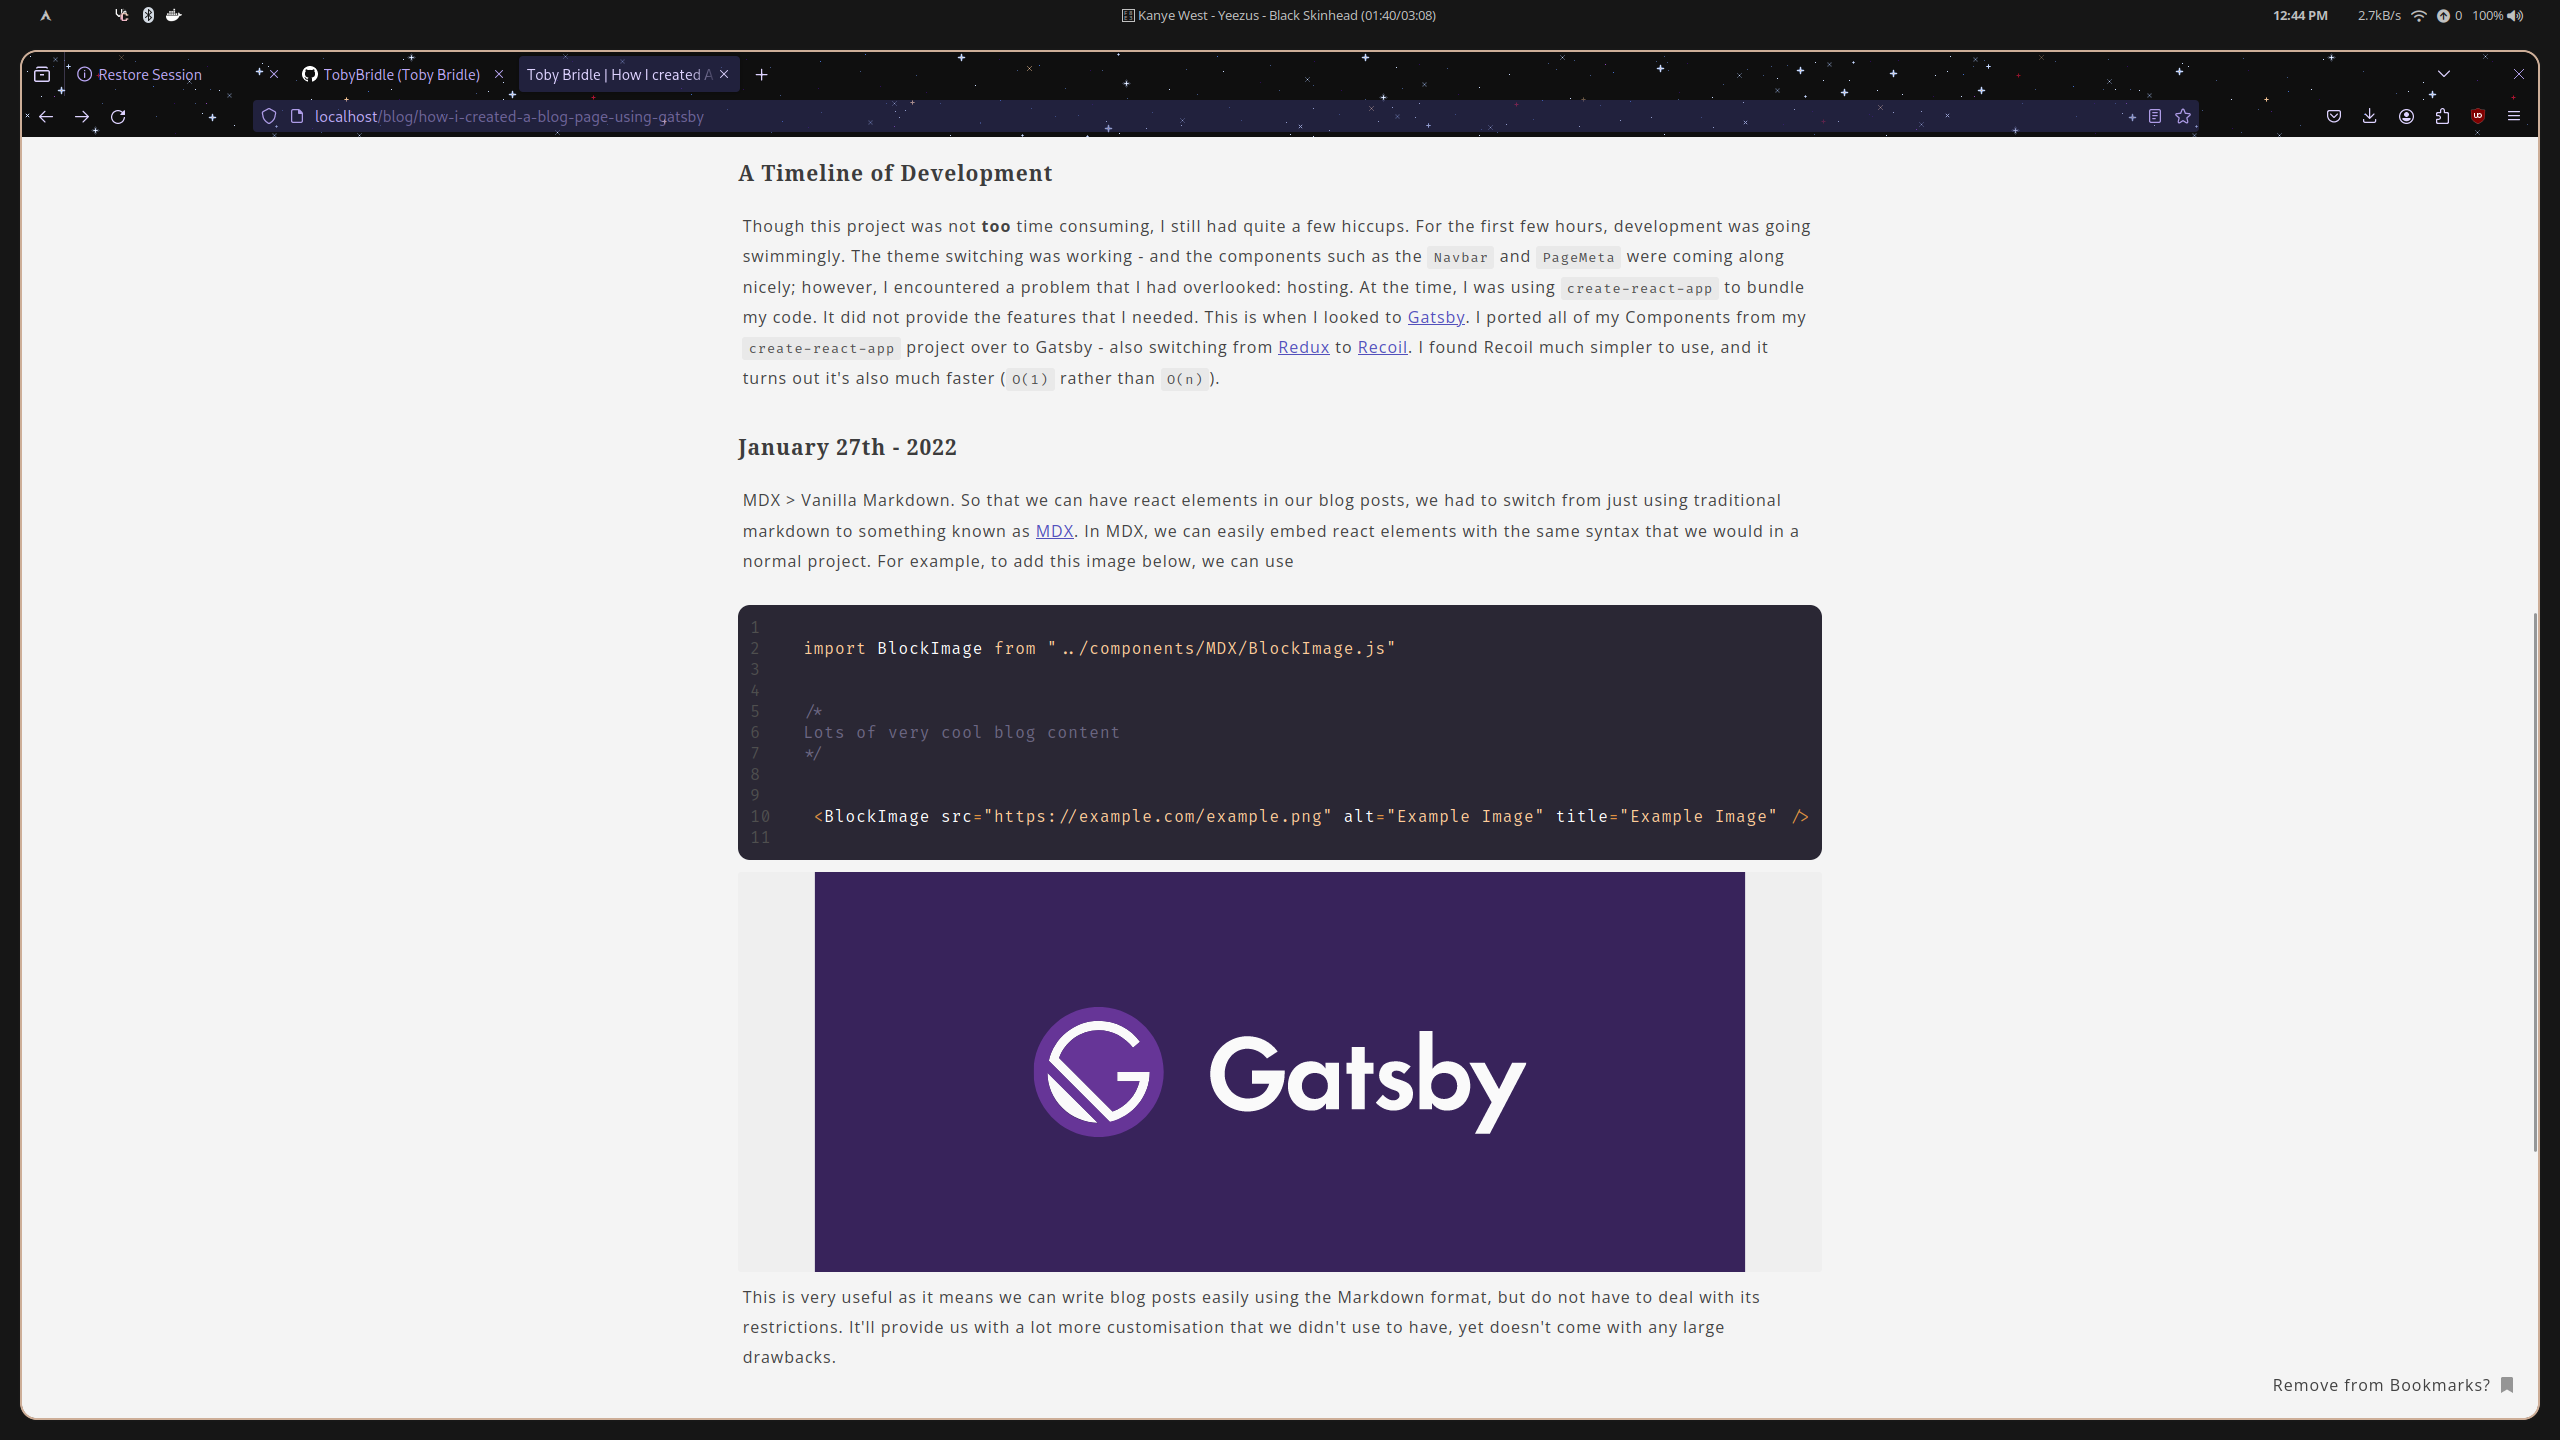 Kanye West - Yeezus - Black Skinhead (01:40/03:08)
12:44 PM
2.7kB/s
0
100%
Restore Session
TobyBridle (Toby Bridle)
Toby Bridle | How I created A
localhost/blog/how-i-created-a-blog-page-using-gatsby
A Timeline of Development
Though this project was not too time consuming, I still had quite a few hiccups. For the first few hours, development was going
swimmingly. The theme switching was working - and the components such as the Navbar and PageMeta were coming along
nicely; however, I encountered a problem that I had overlooked: hosting. At the time, I was using create-react-app to bundle
my code. It did not provide the features that I needed. This is when I looked to Gatsby. I ported all of my Components from my
create-react-app project over to Gatsby - also switching from Redux to Recoil. I found Recoil much simpler to use, and it
turns out it's also much faster ( O(1) rather than O(n) ).
January 27th - 2022
MDX > Vanilla Markdown. So that we can have react elements in our blog posts, we had to switch from just using traditional
markdown to something known as MDX. In MDX, we can easily embed react elements with the same syntax that we would in a
normal project. For example, to add this image below, we can use
1
2 import BlockImage from "../components/MDX/BlockImage.js"
3
4
5 /*
6 Lots of very cool blog content
7 */
8
9
10 <BlockImage src="https://example.com/example.png" alt="Example Image" title="Example Image" />
11
Gatsby
This is very useful as it means we can write blog posts easily using the Markdown format, but do not have to deal with its
restrictions. It'll provide us with a lot more customisation that we didn't use to have, yet doesn't come with any large
drawbacks.
Remove from Bookmarks?